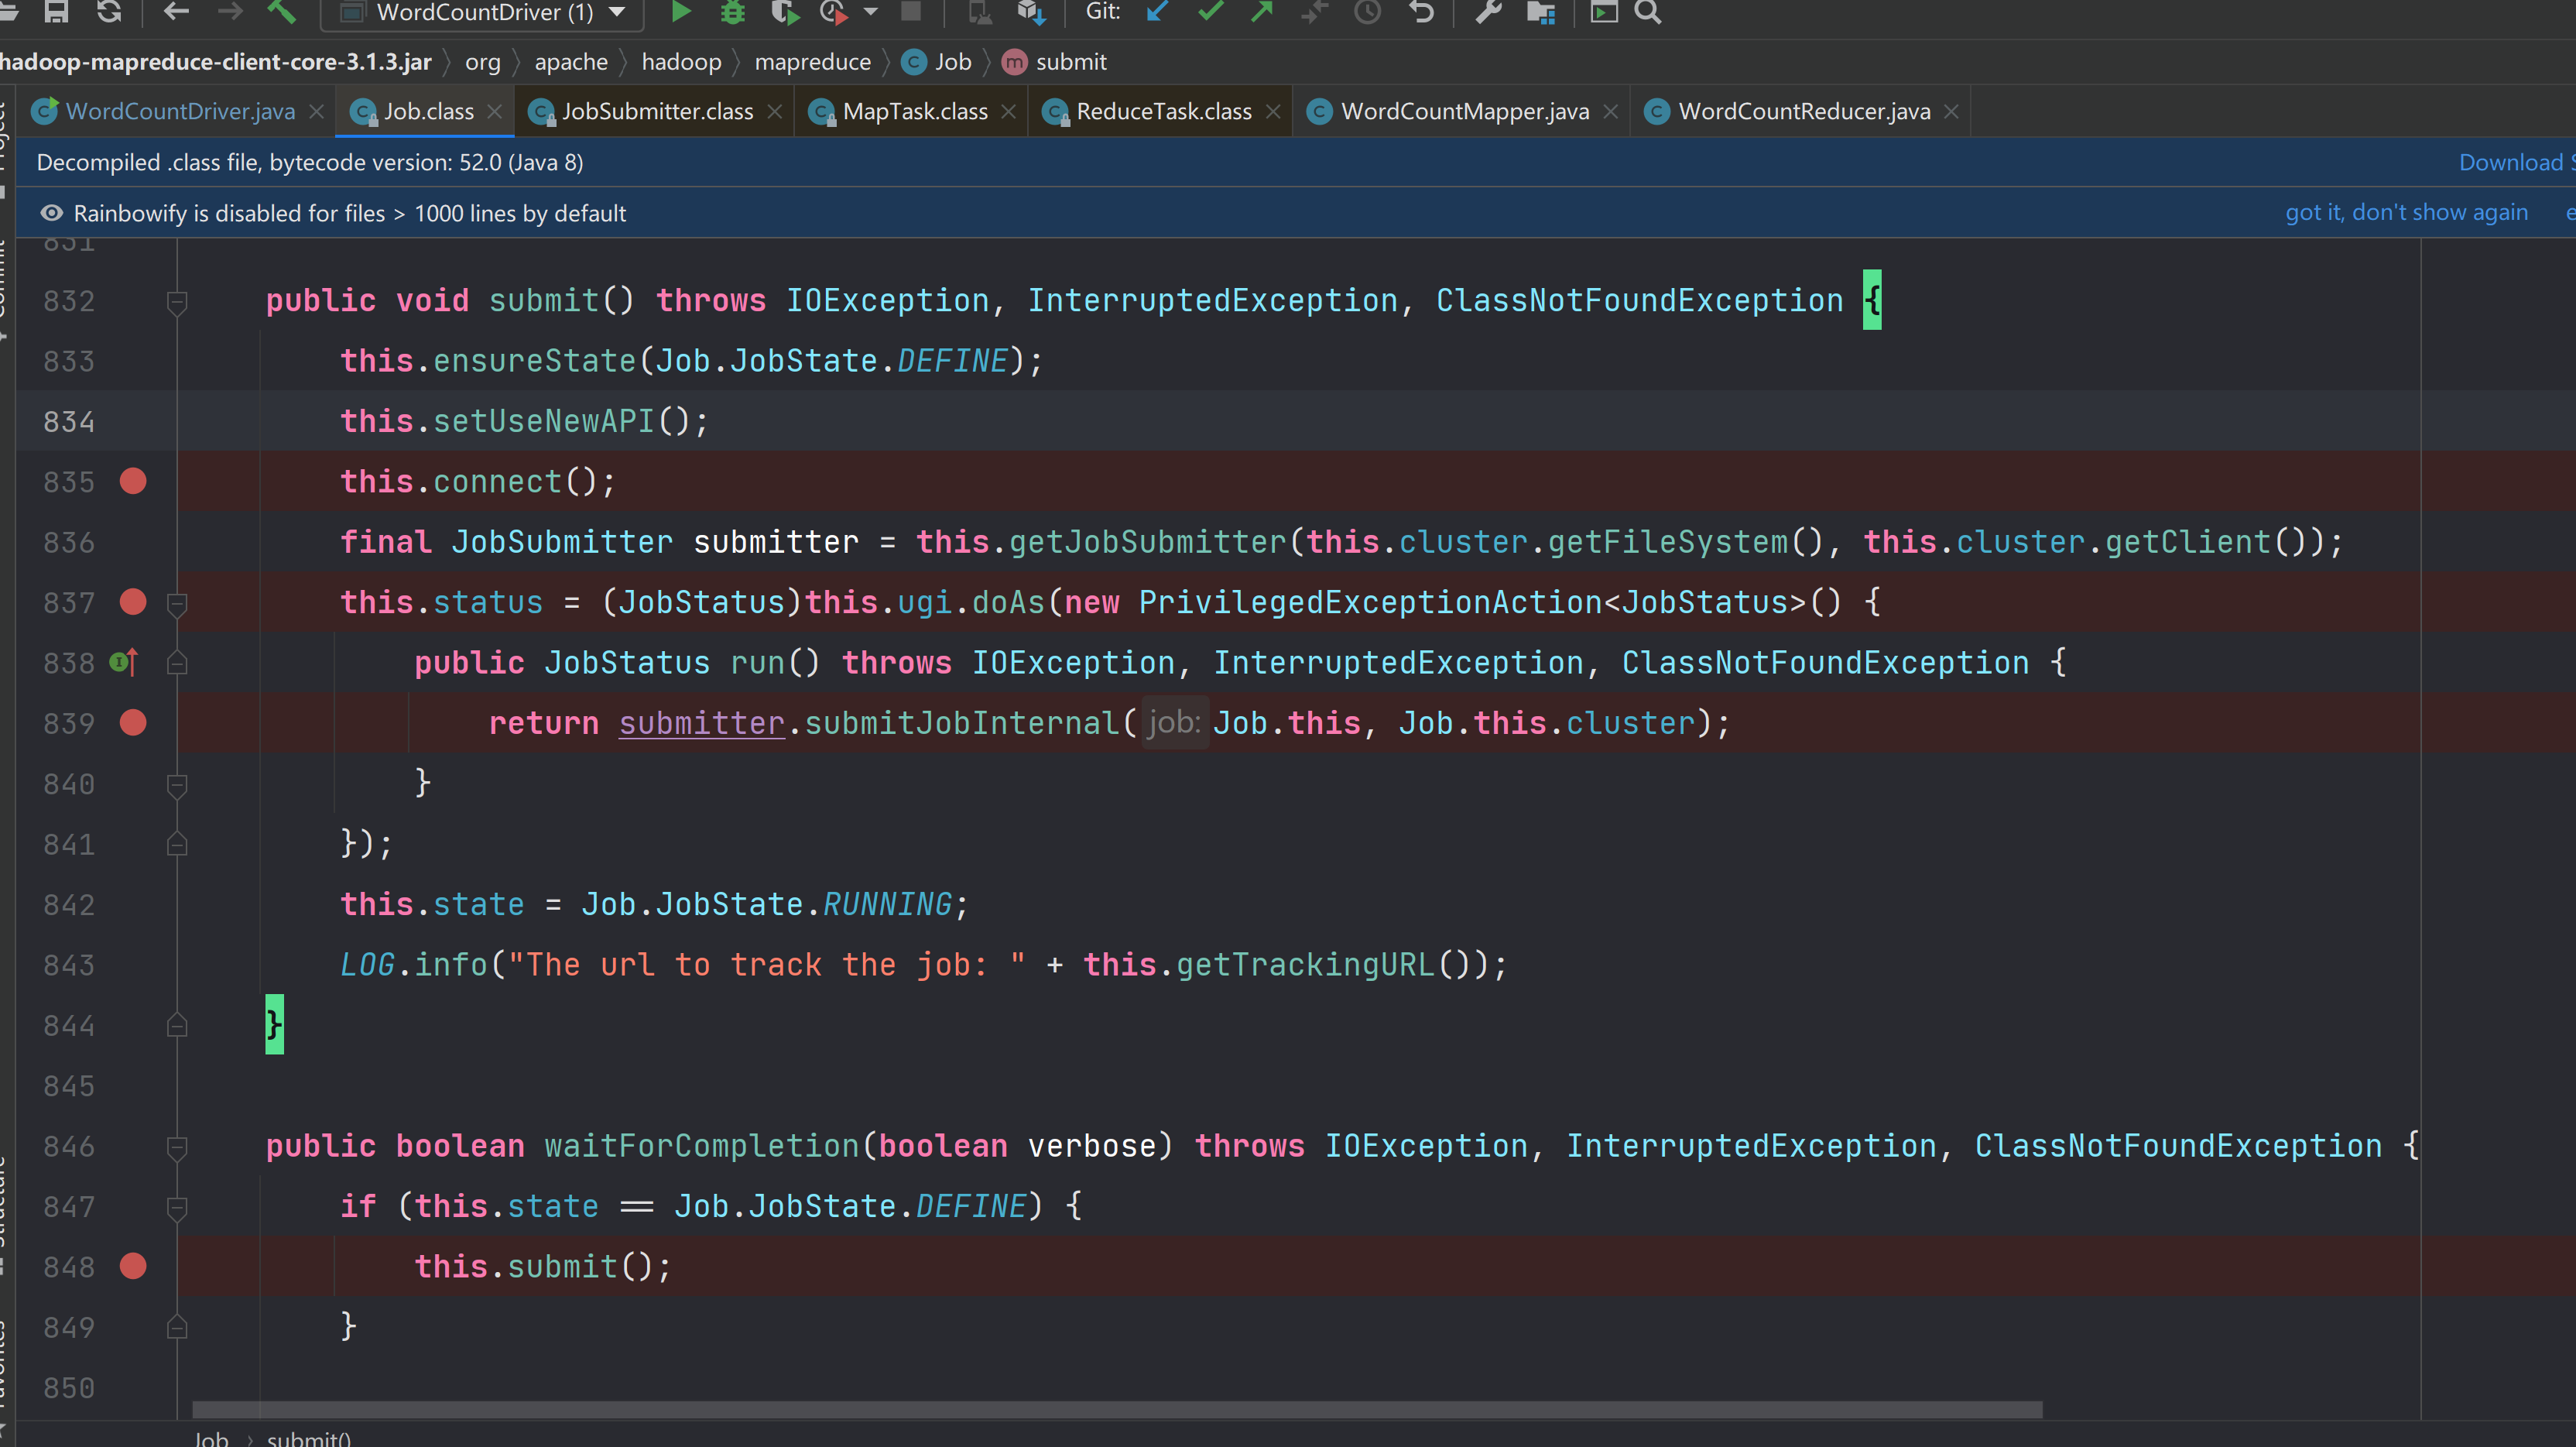 WordCountDriver (1) Git:
hadoop-mapreduce-client-core-3.1.3.jar org apache hadoop mapreduce Job submit
WordCountDriver.java Job.class JobSubmitter.class MapTask.class ReduceTask.class WordCountMapper.java WordCountReducer.java
Decompiled .class file, bytecode version: 52.0 (Java 8) Download
Rainbowify is disabled for files > 1000 lines by default got it, don't show again
831
832 public void submit() throws IOException, InterruptedException, ClassNotFoundException {
833 this.ensureState(Job.JobState.DEFINE);
834 this.setUseNewAPI();
835 this.connect();
836 final JobSubmitter submitter = this.getJobSubmitter(this.cluster.getFileSystem(), this.cluster.getClient());
837 this.status = (JobStatus)this.ugi.doAs(new PrivilegedExceptionAction<JobStatus>() {
838 public JobStatus run() throws IOException, InterruptedException, ClassNotFoundException {
839 return submitter.submitJobInternal( job: Job.this, Job.this.cluster);
840 }
841 });
842 this.state = Job.JobState.RUNNING;
843 LOG.info("The url to track the job: " + this.getTrackingURL());
844 }
845
846 public boolean waitForCompletion(boolean verbose) throws IOException, InterruptedException, ClassNotFoundException {
847 if (this.state == Job.JobState.DEFINE) {
848 this.submit();
849 }
850
Job submit()